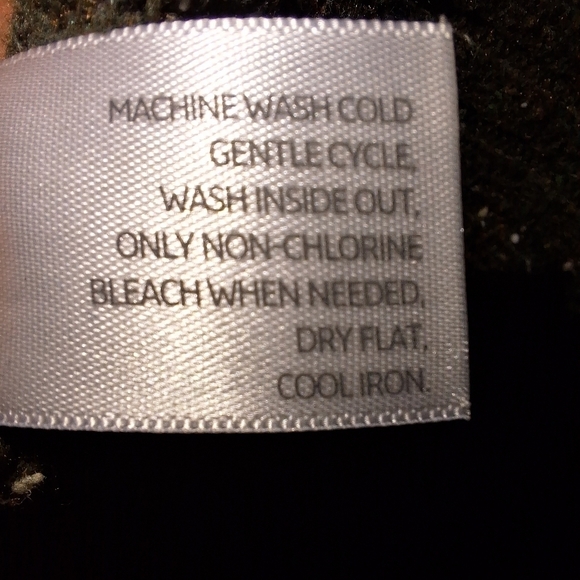 MACHINE WASH COLD
GENTLE CYCLE,
WASH INSIDE OUT,
ONLY NON-CHLORINE
BLEACH WHEN NEEDED,
DRY FLAT,
COOL IRON.